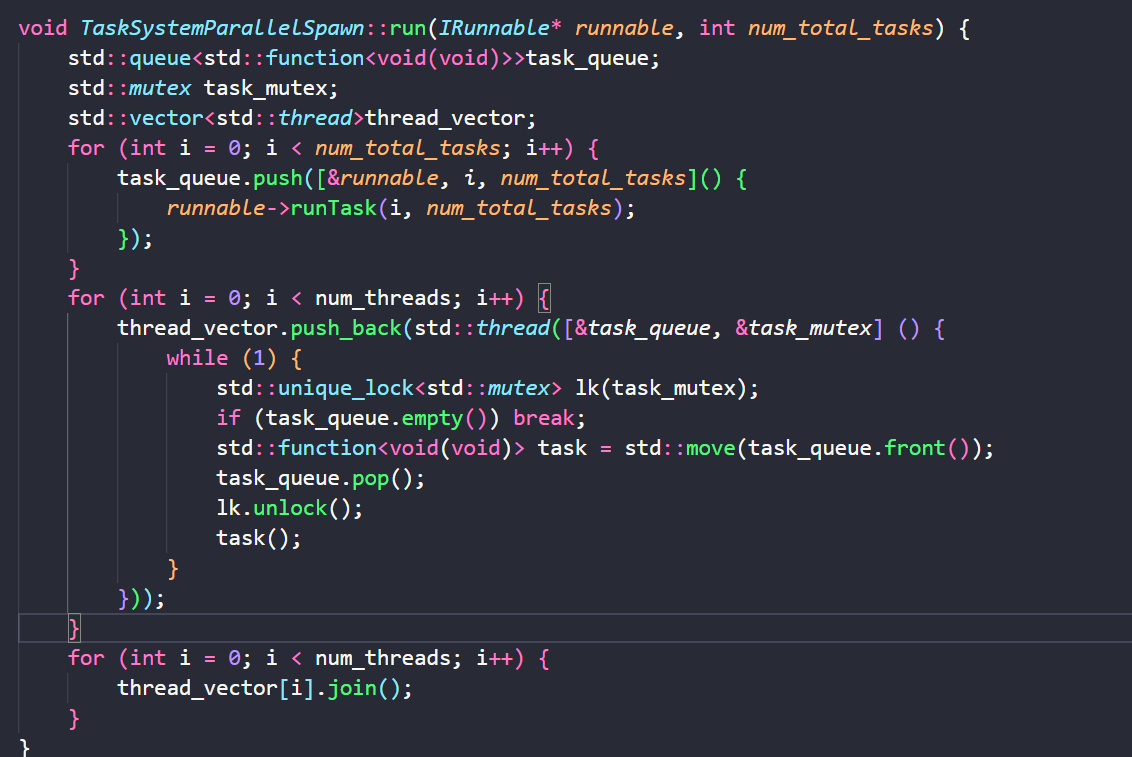 void TaskSystemParallelSpawn::run(IRunnable* runnable, int num_total_tasks) {
    std::queue<std::function<void(void)>>task_queue;
    std::mutex task_mutex;
    std::vector<std::thread>thread_vector;
    for (int i = 0; i < num_total_tasks; i++) {
        task_queue.push([&runnable, i, num_total_tasks]() {
            runnable->runTask(i, num_total_tasks);
        });
    }
    for (int i = 0; i < num_threads; i++) {
        thread_vector.push_back(std::thread([&task_queue, &task_mutex] () {
            while (1) {
                std::unique_lock<std::mutex> lk(task_mutex);
                if (task_queue.empty()) break;
                std::function<void(void)> task = std::move(task_queue.front());
                task_queue.pop();
                lk.unlock();
                task();
            }
        }));
    }
    for (int i = 0; i < num_threads; i++) {
        thread_vector[i].join();
    }
}